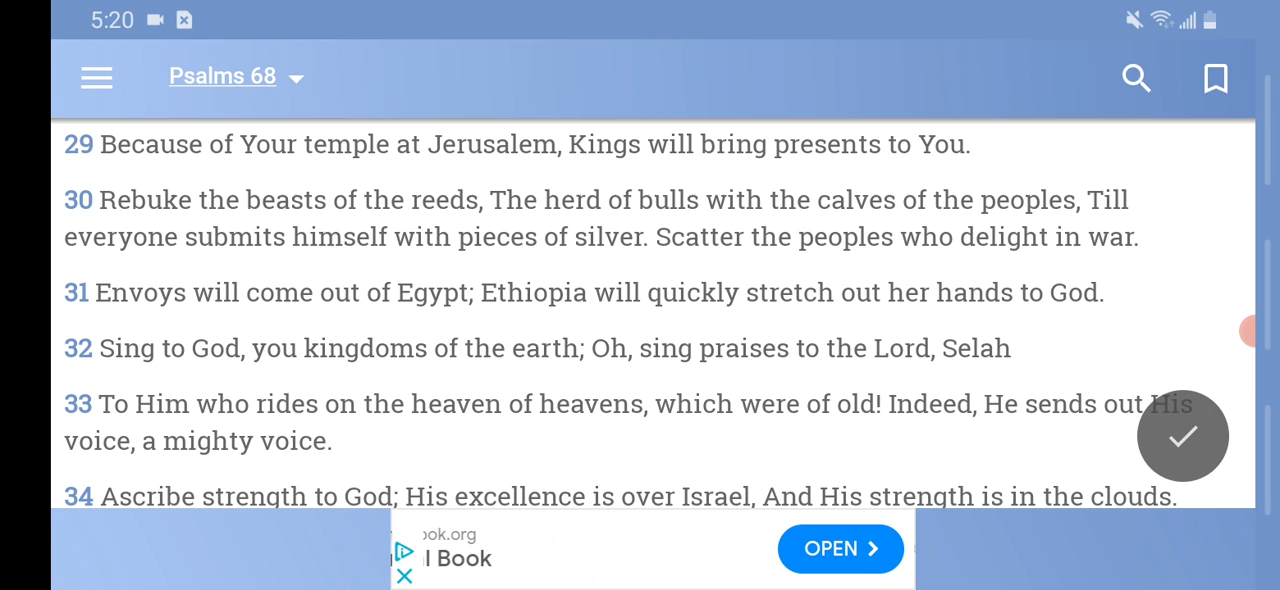 5:20
Psalms 68
29 Because of Your temple at Jerusalem, Kings will bring presents to You.
30 Rebuke the beasts of the reeds, The herd of bulls with the calves of the peoples, Till
everyone submits himself with pieces of silver. Scatter the peoples who delight in war.
31 Envoys will come out of Egypt; Ethiopia will quickly stretch out her hands to God.
32 Sing to God, you kingdoms of the earth; Oh, sing praises to the Lord, Selah
33 To Him who rides on the heaven of heavens, which were of old! Indeed, He sends out His
voice, a mighty voice.
34 Ascribe strength to God; His excellence is over Israel, And His strength is in the clouds.
ook.org
l Book
OPEN